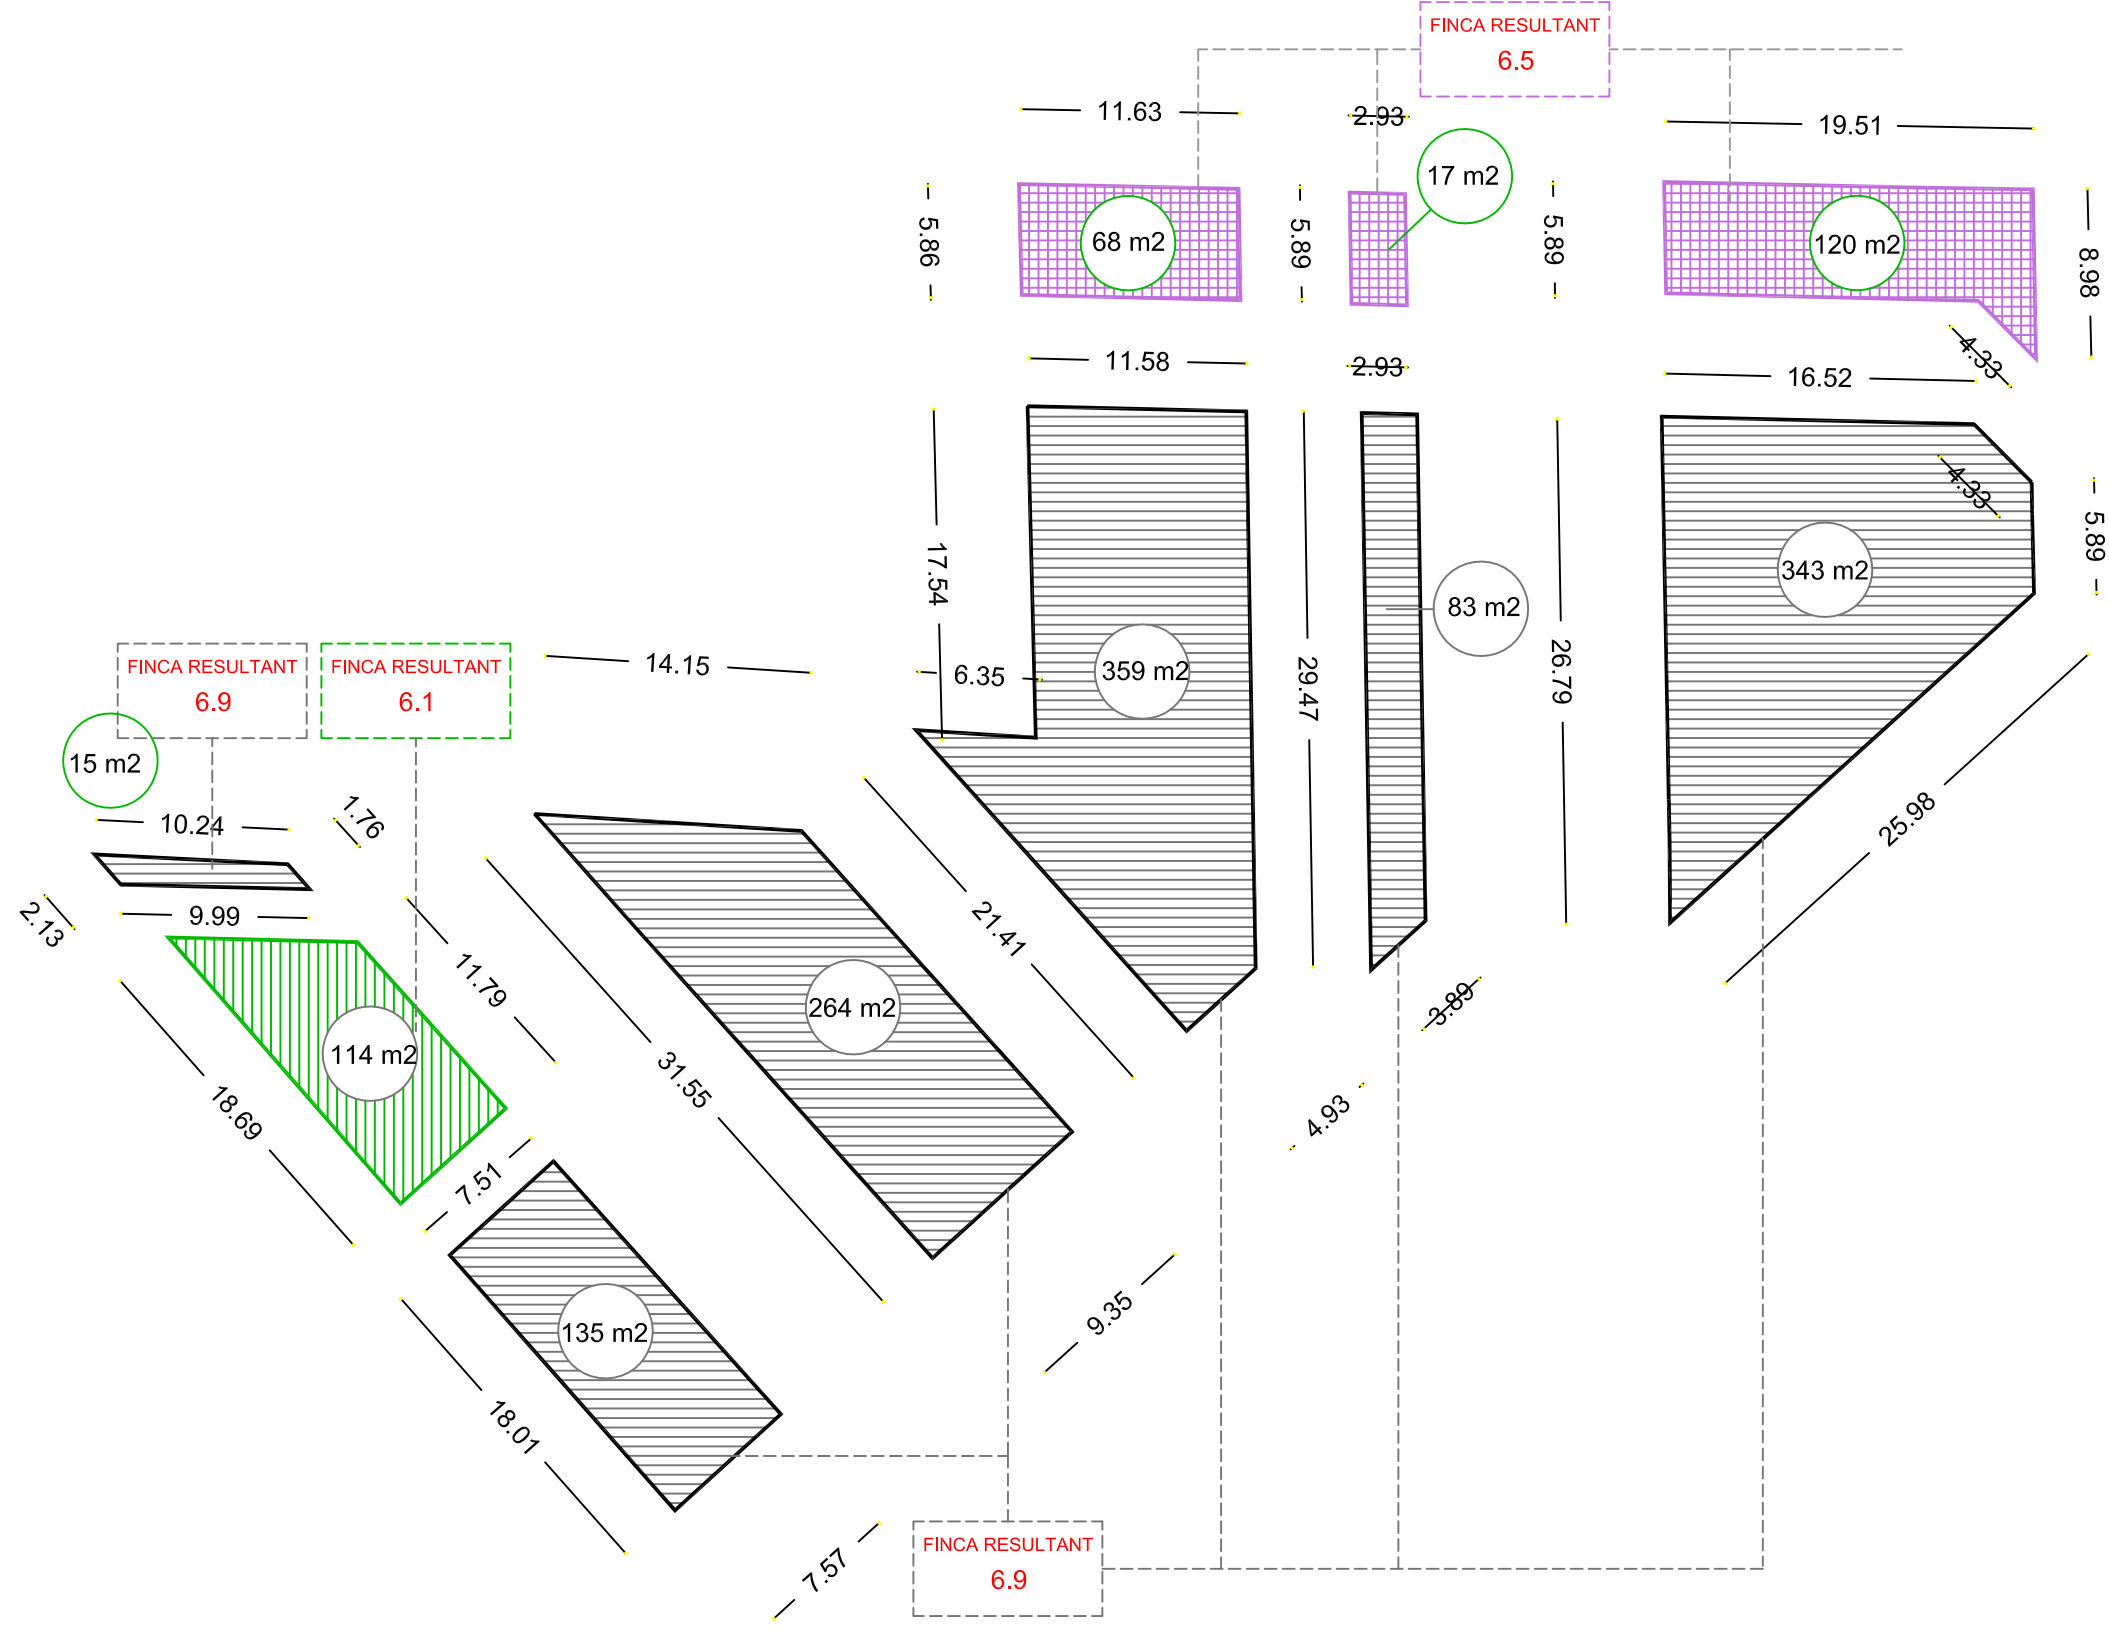 FINCA RESULTANT
6.5
11.63
2.93
19.51
17 m2
5.86
68 m2
5.89
5.89
120 m2
8.98
4.33
11.58
2.93
16.52
4.33
5.89
17.54
343 m2
83 m2
14.15
6.35
359 m2
29.47
26.79
FINCA RESULTANT
6.9
FINCA RESULTANT
6.1
15 m2
10.24
1.76
25.98
9.99
2.13
21.41
11.79
264 m2
3.89
114 m2
31.55
18.69
4.93
7.51
9.35
135 m2
18.01
FINCA RESULTANT
6.9
7.57